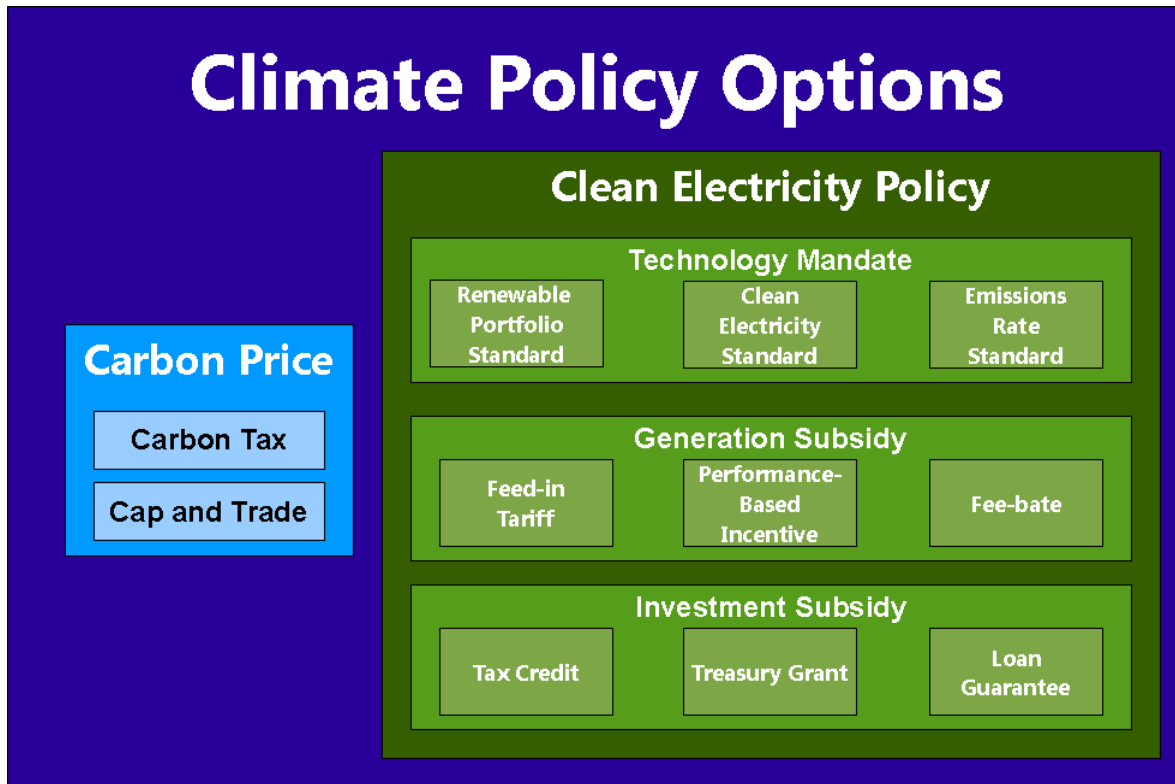 Climate Policy Options
Carbon Price
Carbon Tax
Cap and Trade
Clean Electricity Policy
Technology Mandate
Renewable
Portfolio
Standard
Clean
Electricity
Standard
Emissions
Rate
Standard
Generation Subsidy
Feed-in
Tariff
Performance-
Based
Incentive
Fee-bate
Investment Subsidy
Tax Credit
Treasury Grant
Loan
Guarantee